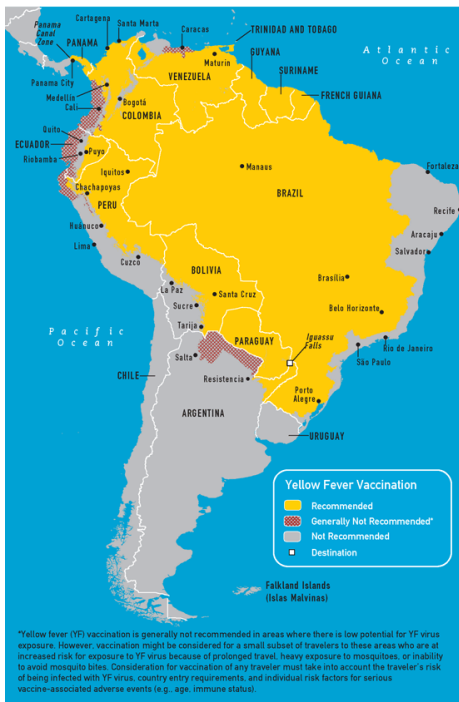 Panama
Canal
Zone
Cartagena
Santa Marta
Caracas
TRINIDAD AND TOBAGO
PANAMA
Maturin
GUYANA
Atlantic
Ocean
VENEZUELA
SURINAME
Panama City
Medellín
FRENCH GUIANA
Bogotá
Cali
COLOMBIA
Quito
ECUADOR
Puyo
Riobamba
Manaus
Fortaleza
Iquitos
Chachapoyas
BRAZIL
PERU
Recife
Huánuco
Aracaju
Lima
Salvador
Cuzco
BOLIVIA
Brasília
La Paz
Santa Cruz
Sucre
Belo Horizonte
Tarija
Pacific
Ocean
PARAGUAY
Iguassu
Falls
Rio de Janeiro
Salta
São Paulo
CHILE
Resistencia
Porto
Alegre
ARGENTINA
URUGUAY
Yellow Fever Vaccination
Recommended
Generally Not Recommended*
Not Recommended
Destination
Falkland Islands
(Islas Malvinas)
*Yellow fever (YF) vaccination is generally not recommended in areas where there is low potential for YF virus
exposure. However, vaccination might be considered for a small subset of travelers to these areas who are at
increased risk for exposure to YF virus because of prolonged travel, heavy exposure to mosquitoes, or inability
to avoid mosquito bites. Consideration for vaccination of any traveler must take into account the traveler's risk
of being infected with YF virus, country entry requirements, and individual risk factors for serious
vaccine-associated adverse events (e.g., age, immune status).